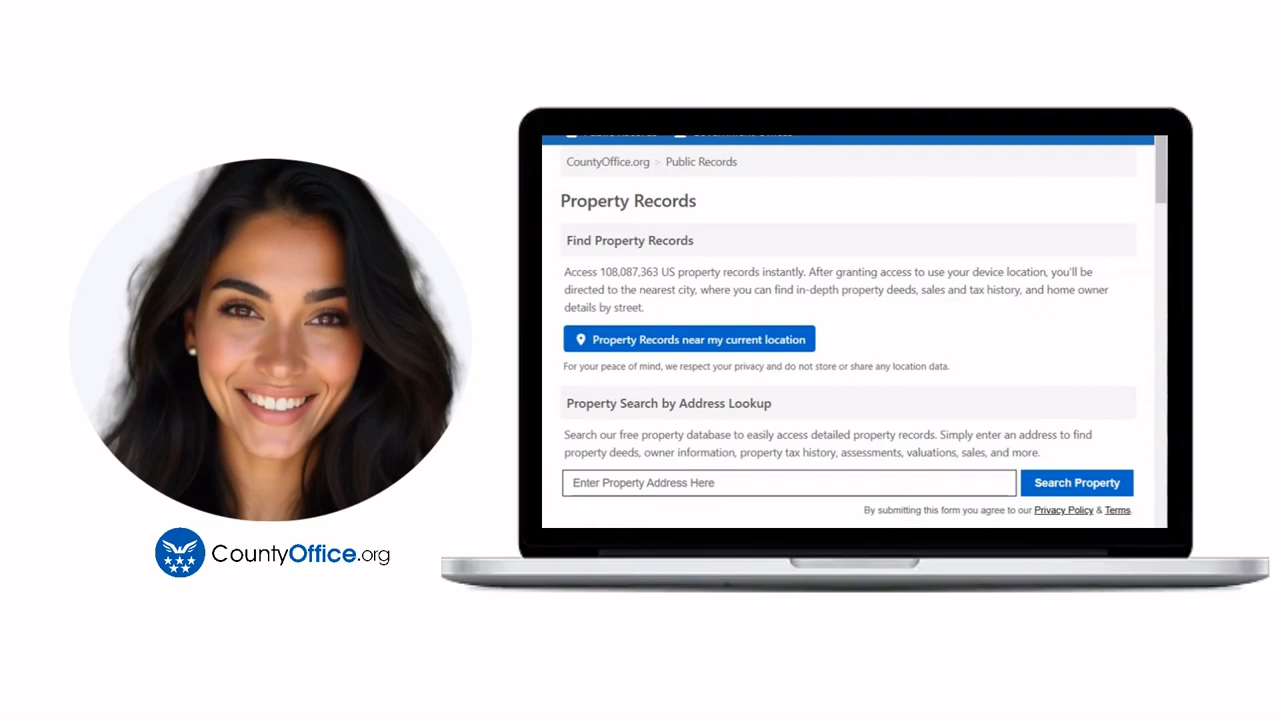 CountyOffice.org > Public Records
Property Records
Find Property Records
Access 108,087,363 US property records instantly. After granting access to use your device location, you'll be
directed to the nearest city, where you can find in-depth property deeds, sales and tax history, and home owner
details by street.
Property Records near my current location
For your peace of mind, we respect your privacy and do not store or share any location data.
Property Search by Address Lookup
Search our free property database to easily access detailed property records. Simply enter an address to find
property deeds, owner information, property tax history, assessments, valuations, sales, and more.
Enter Property Address Here
Search Property
By submitting this form you agree to our Privacy Policy & Terms.
CountyOffice.org